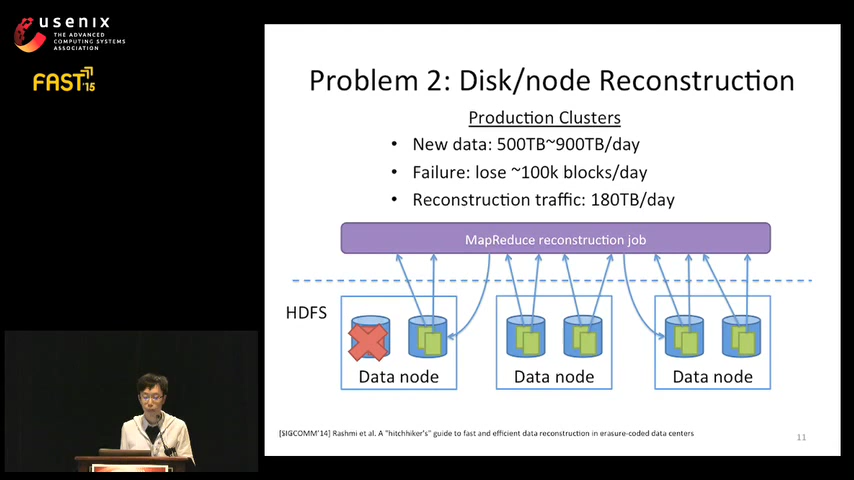 usenix
THE ADVANCED
COMPUTING SYSTEMS
ASSOCIATION
FAST '15
Problem 2: Disk/node Reconstruction
Production Clusters
• New data: 500TB~900TB/day
• Failure: lose ~100k blocks/day
• Reconstruction traffic: 180TB/day
MapReduce reconstruction job
HDFS
Data node
Data node
Data node
[SIGCOMM'14] Rashmi et al. A "hitchhiker's" guide to fast and efficient data reconstruction in erasure-coded data centers
11